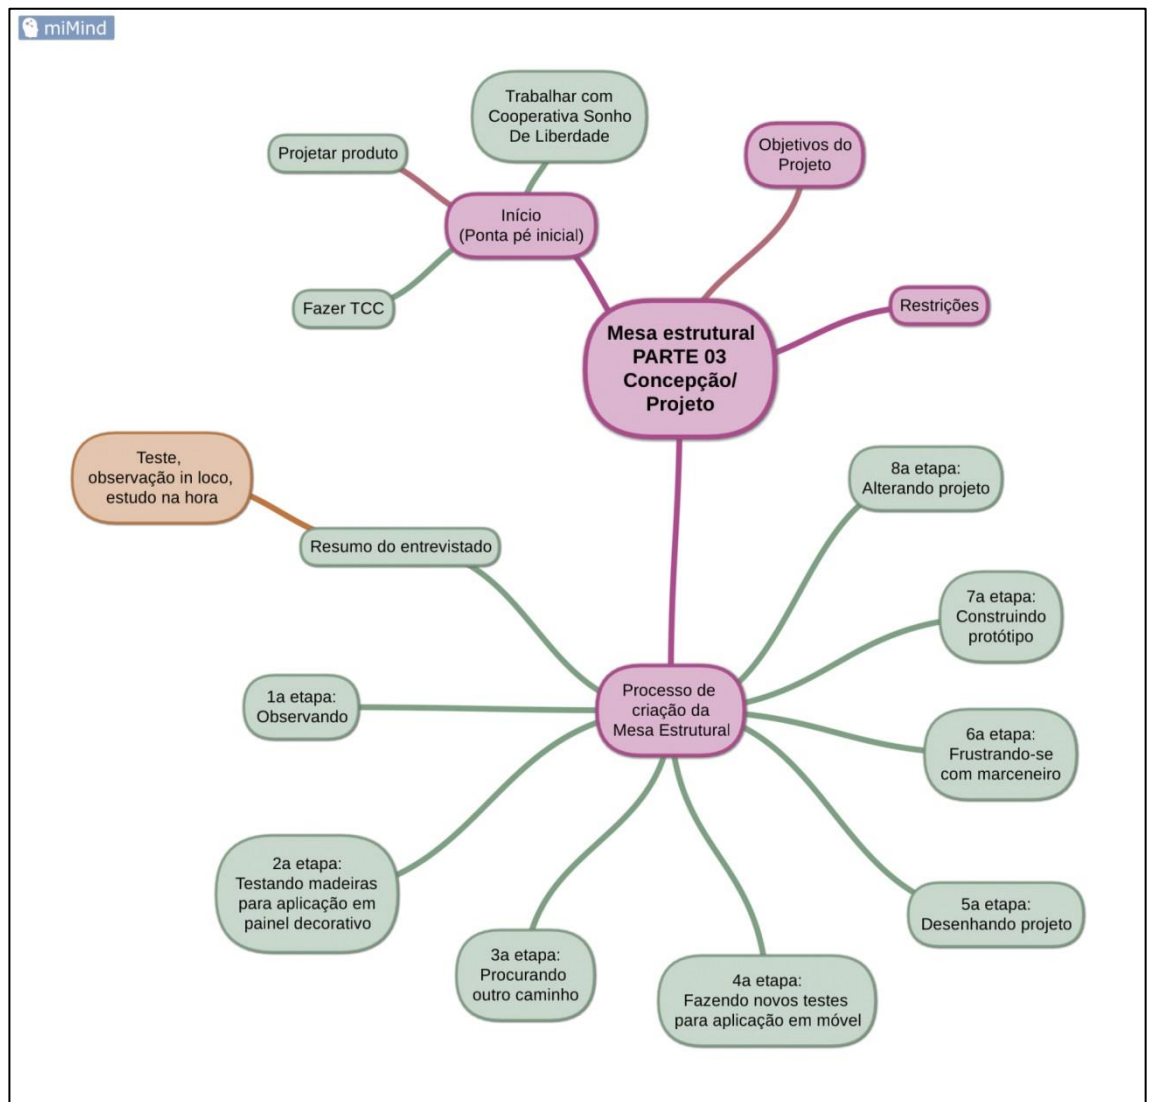 miMind
Trabalhar com
Cooperativa Sonho
De Liberdade
Projetar produto
Objetivos do
Projeto
Início
(Ponta pé inicial)
Fazer TCC
Restrições
Mesa estrutural
PARTE 03
Concepção/
Projeto
Teste,
observação in loco,
estudo na hora
Resumo do entrevistado
8a etapa:
Alterando projeto
7a etapa:
Construindo
protótipo
Processo de
criação da
Mesa Estrutural
1a etapa:
Observando
6a etapa:
Frustrando-se
com marceneiro
2a etapa:
Testando madeiras
para aplicação em
painel decorativo
5a etapa:
Desenhando projeto
3a etapa:
Procurando
outro caminho
4a etapa:
Fazendo novos testes
para aplicação em móvel